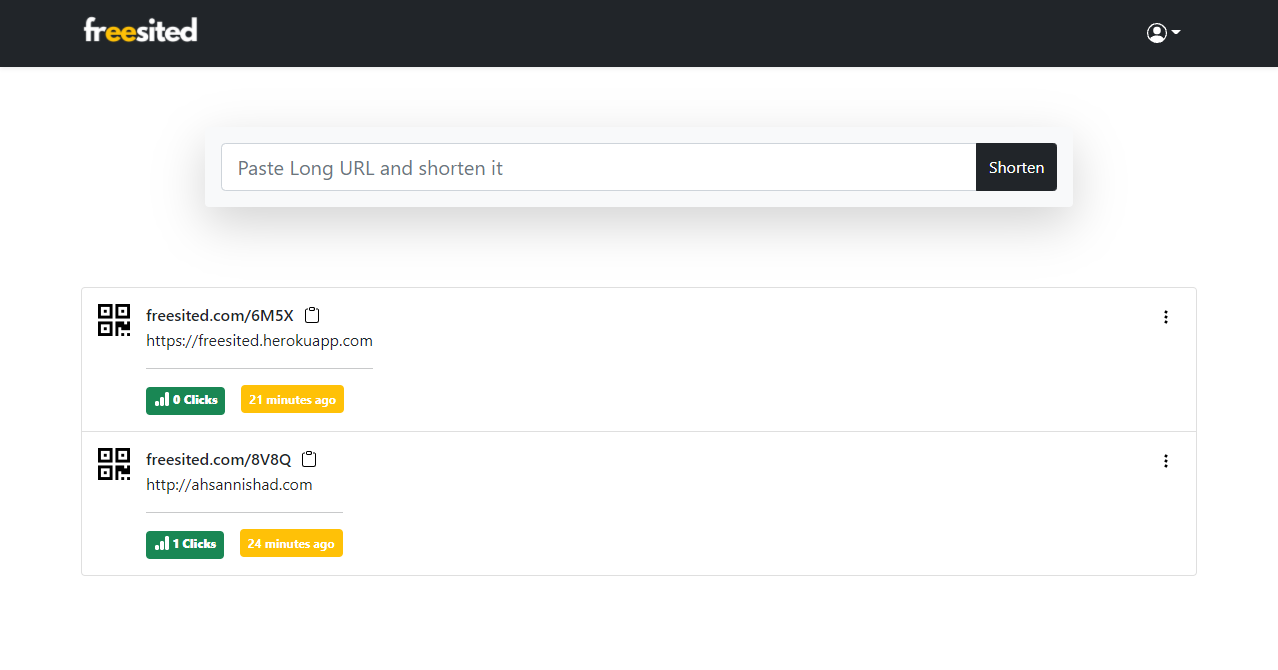 freesited
Paste Long URL and shorten it
Shorten
freesited.com/6M5X
https://freesited.herokuapp.com
0 Clicks
21 minutes ago
freesited.com/8V8Q
http://ahsannishad.com
1 Clicks
24 minutes ago